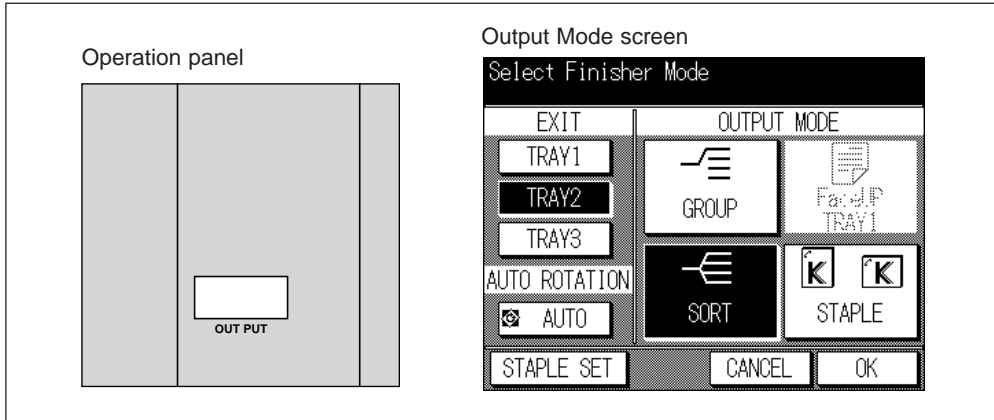 Operation panel
OUT PUT
Output Mode screen
Select Finisher Mode
EXIT
TRAY1
TRAY2
TRAY3
AUTO ROTATION
AUTO
OUTPUT MODE
GROUP
FaceUP
TRAY1
SORT
STAPLE
STAPLE SET
CANCEL
OK